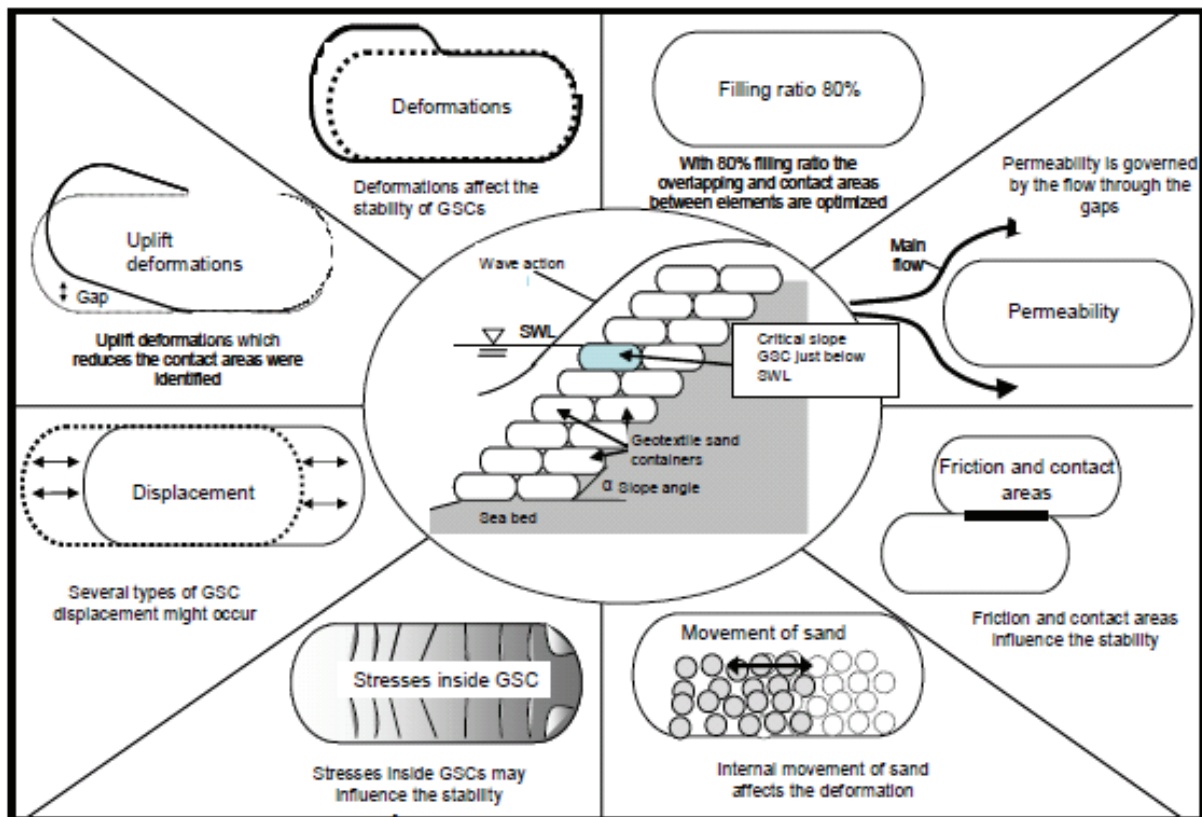 Deformations
Deformations affect the
stability of GSCs
Filling ratio 80%
With 80% filling ratio the
overlapping and contact areas
between elements are optimized
Permeability is governed
by the flow through the
gaps
Main
flow
Permeability
Uplift
deformations
Gap
Uplift deformations which
reduces the contact areas were
identified
Wave action
SWL
Critical slope
GSC just below
SWL
Geotextile sand
containers
α Slope angle
Sea bed
Displacement
Several types of GSC
displacement might occur
Friction and contact
areas
Friction and contact areas
influence the stability
Stresses inside GSC
Stresses inside GSCs may
influence the stability
Movement of sand
Internal movement of sand
affects the deformation